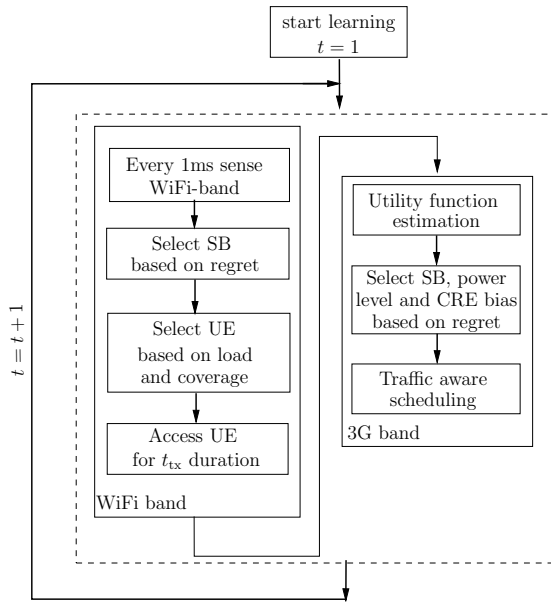 start learning
t = 1
Every 1ms sense
WiFi-band
Select SB
based on regret
Select UE
based on load
and coverage
Access UE
for t_tx duration
WiFi band
Utility function
estimation
Select SB, power
level and CRE bias
based on regret
Traffic aware
scheduling
3G band
t = t + 1